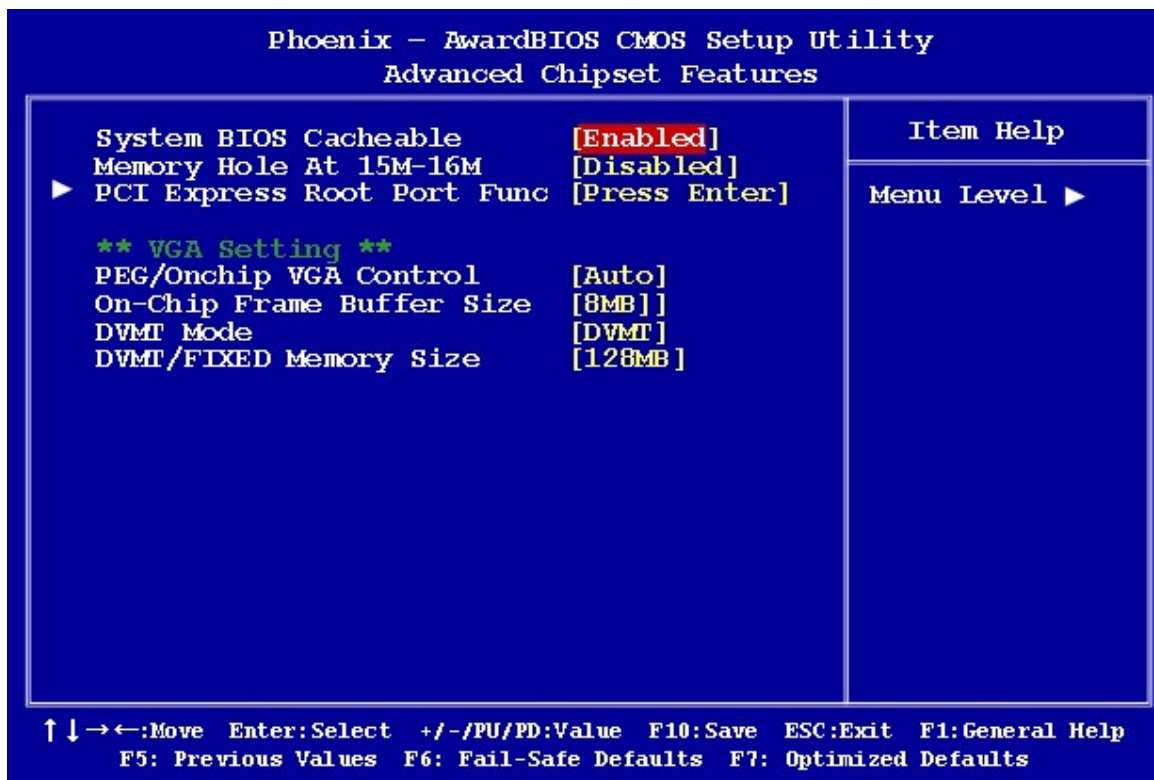 Phoenix – AwardBIOS CMOS Setup Utility
Advanced Chipset Features
System BIOS Cacheable [Enabled]
Memory Hole At 15M-16M [Disabled]
▶ PCI Express Root Port Func [Press Enter]
** VGA Setting **
PEG/Onchip VGA Control [Auto]
On-Chip Frame Buffer Size [8MB]]
DVMT Mode [DVMT]
DVMT/FIXED Memory Size [128MB]
Item Help
Menu Level ▶
↑↓→←:Move Enter:Select +/-/PU/PD:Value F10:Save ESC:Exit F1:General Help
F5: Previous Values F6: Fail-Safe Defaults F7: Optimized Defaults